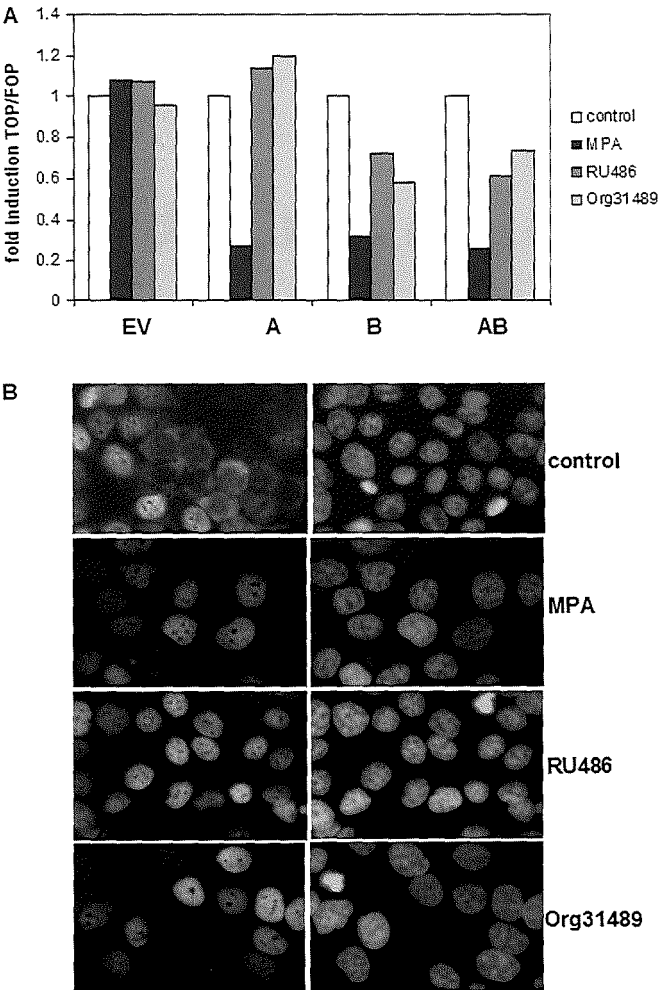 A
1.4
1.2
1
0.8
0.6
0.4
0.2
0
fold Induction TOP/FOP
EV
A
B
AB
control
MPA
RU486
Org31489
B
control
MPA
RU486
Org31489